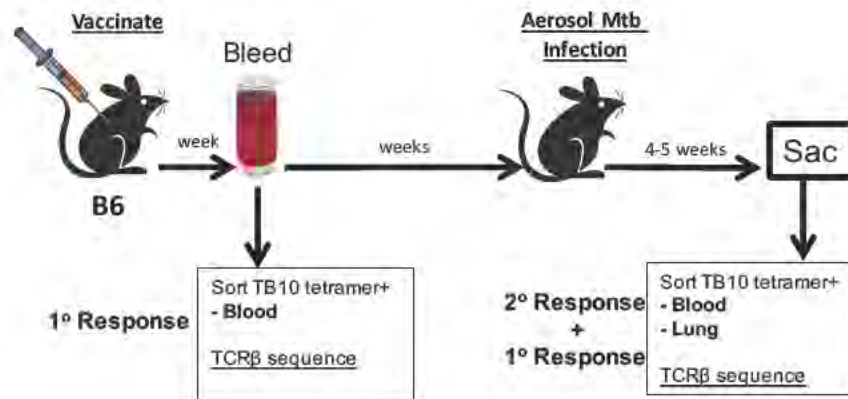 Vaccinate
Bleed
Aerosol Mtb
Infection
week
weeks
4-5 weeks
Sac
B6
1° Response
Sort TB10 tetramer+
- Blood
TCRβ sequence
2° Response
+
1° Response
Sort TB10 tetramer+
- Blood
- Lung
TCRβ sequence